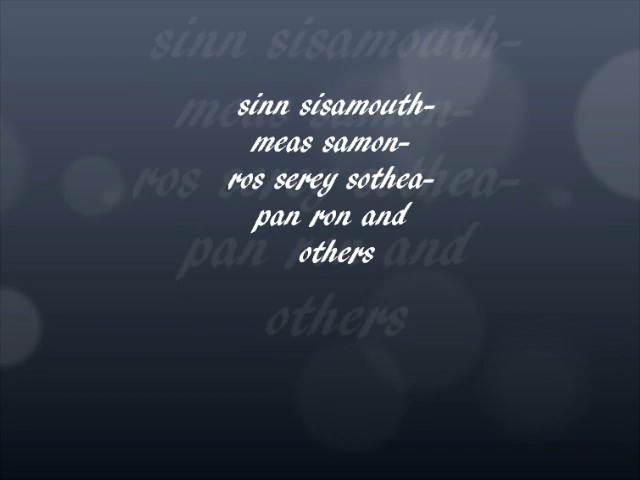 sinn sisamouth-
meas samon-
ros serey sothea-
pan ron and
others